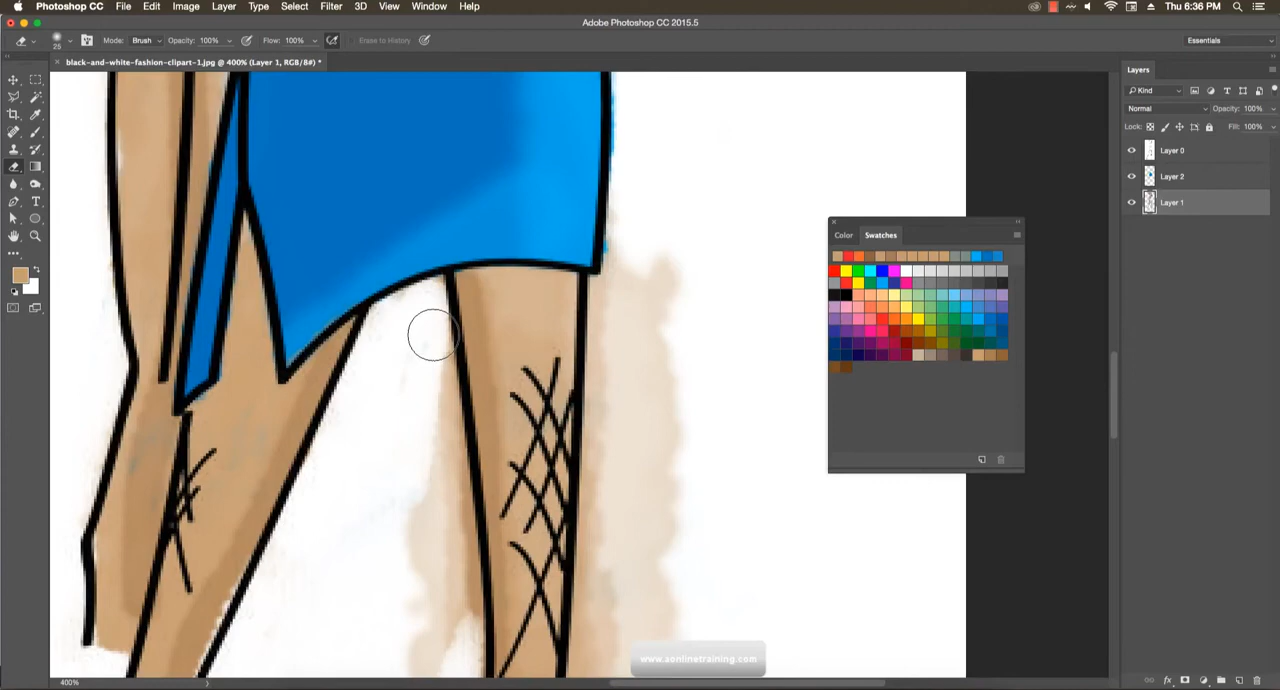 Photoshop CC File Edit Image Layer Type Select Filter 3D View Window Help Thu 6:36 PM
Adobe Photoshop CC 2015.5
25 Mode: Brush Opacity: 100% Flow: 100% Erase to History Essentials
black-and-white-fashion-clipart-1.jpg @ 400% (Layer 1, RGB/8#) *
Layers
Kind
Normal Opacity: 100%
Lock: Fill: 100%
Layer 0
Layer 2
Layer 1
Color Swatches
www.aonlinetraining.com
400%